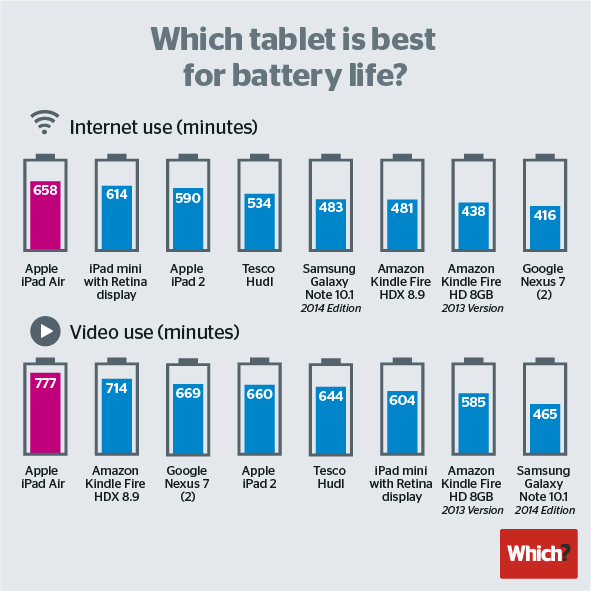 Which tablet is best
for battery life?
Internet use (minutes)
658 614 590 534 483 481 438 416
Apple
iPad Air
iPad mini
with Retina
display
Apple
iPad 2
Tesco
Hudl
Samsung
Galaxy
Note 10.1
2014 Edition
Amazon
Kindle Fire
HDX 8.9
Amazon
Kindle Fire
HD 8GB
2013 Version
Google
Nexus 7
(2)
Video use (minutes)
777 714 669 660 644 604 585 465
Apple
iPad Air
Amazon
Kindle Fire
HDX 8.9
Google
Nexus 7
(2)
Apple
iPad 2
Tesco
Hudl
iPad mini
with Retina
display
Amazon
Kindle Fire
HD 8GB
2013 Version
Samsung
Galaxy
Note 10.1
2014 Edition
Which?